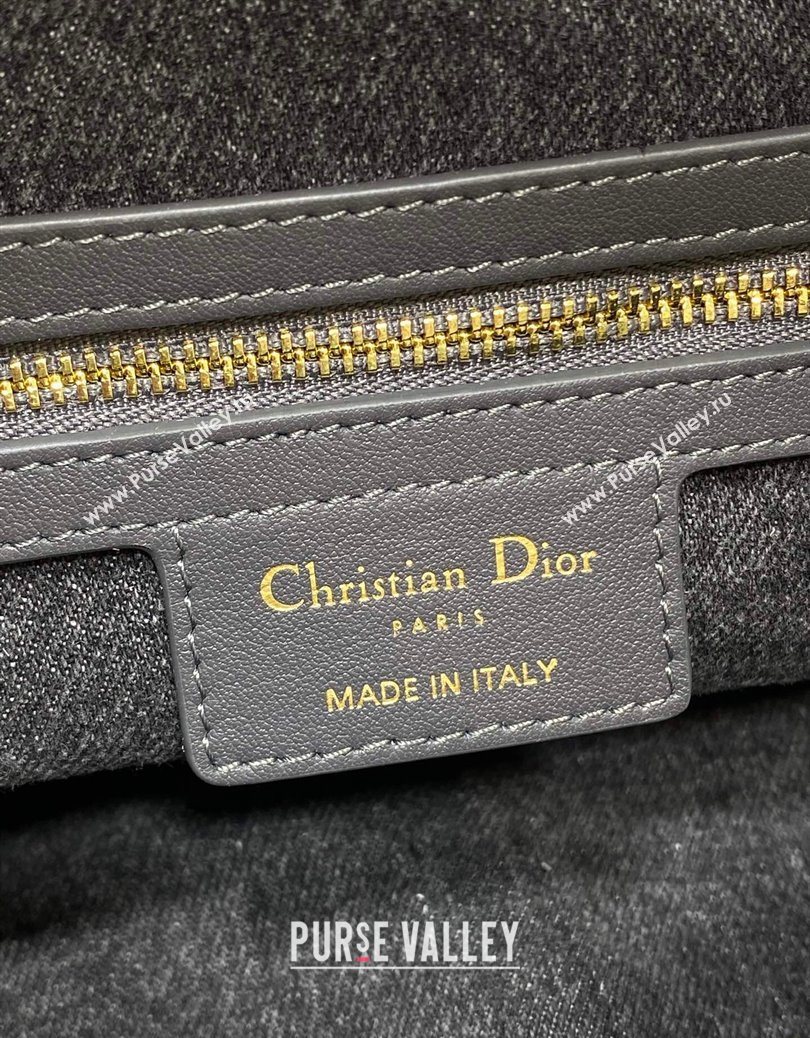 www.PurseValley.ru
www.PurseValley.ru
Christian Dior
PARIS
MADE IN ITALY
PURSE VALLEY